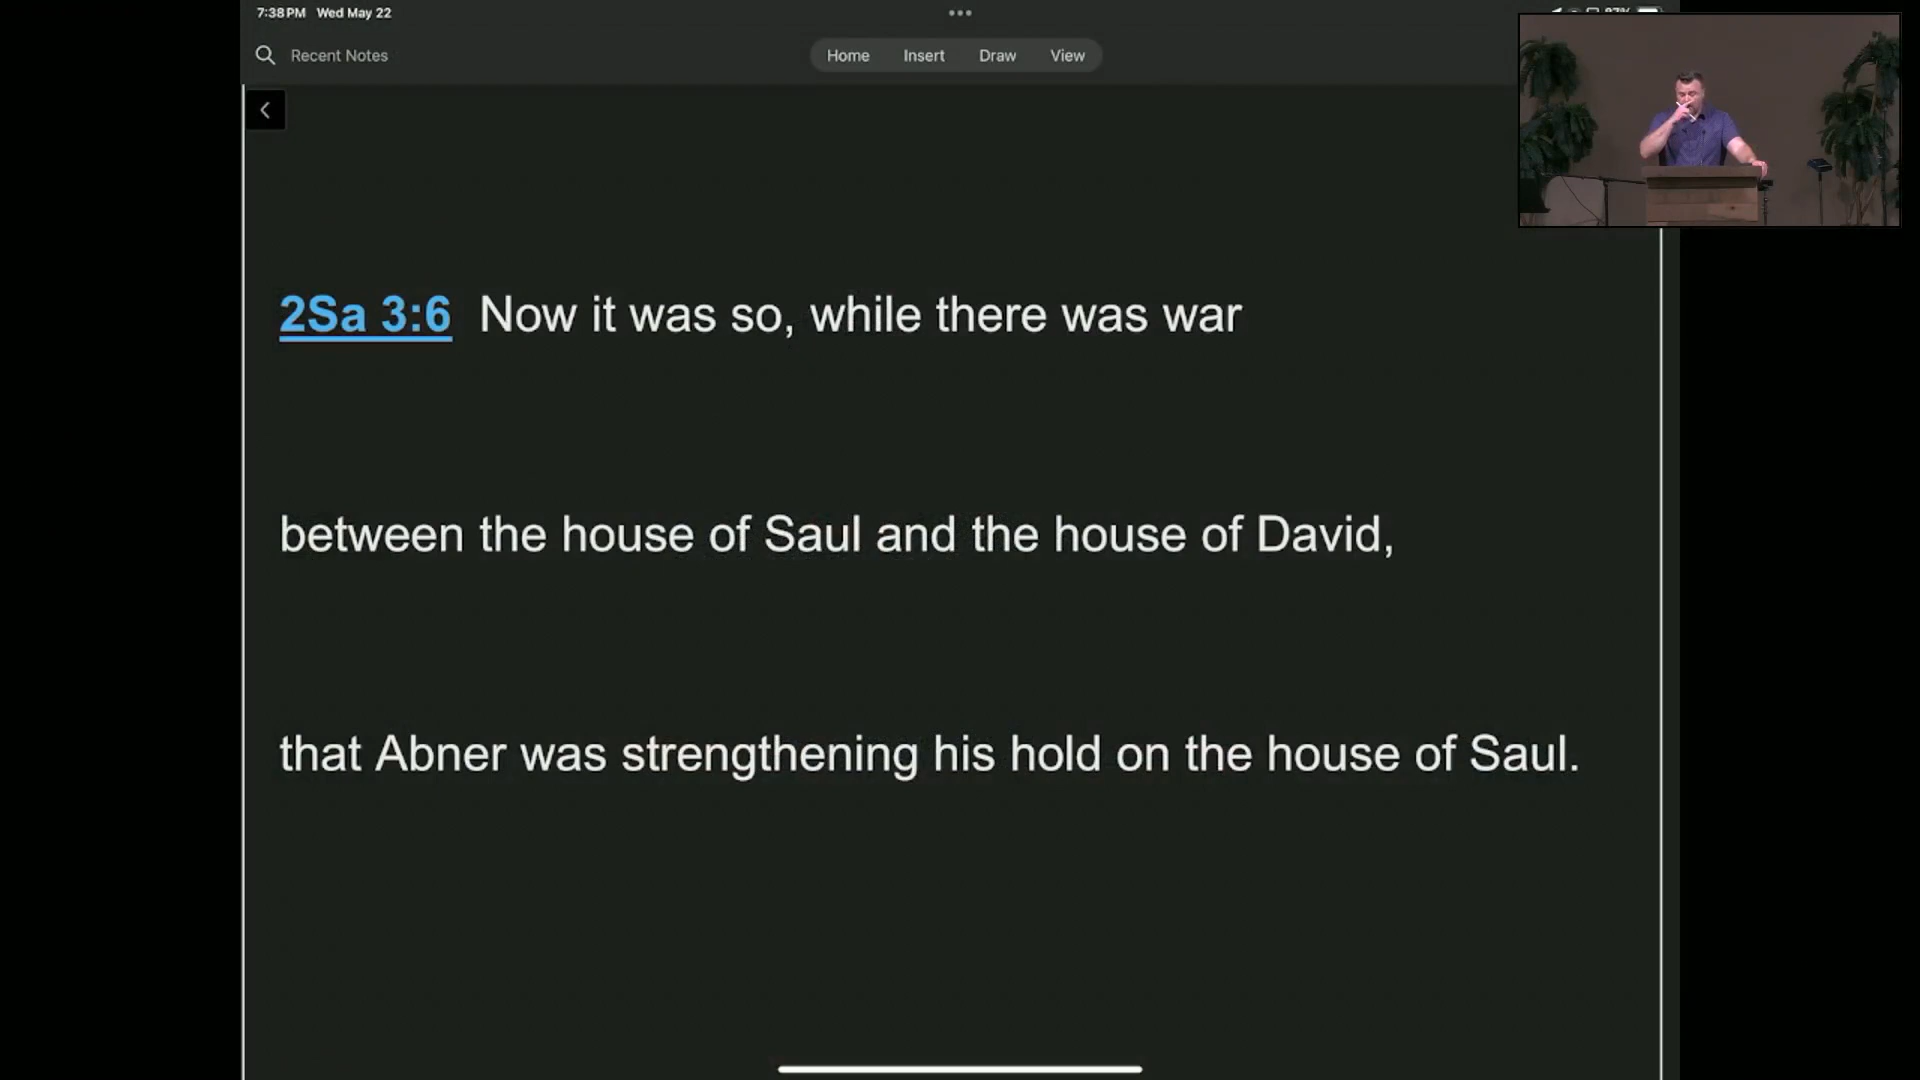 7:38 PM Wed May 22
Recent Notes
Home Insert Draw View
2Sa 3:6 Now it was so, while there was war
between the house of Saul and the house of David,
that Abner was strengthening his hold on the house of Saul.